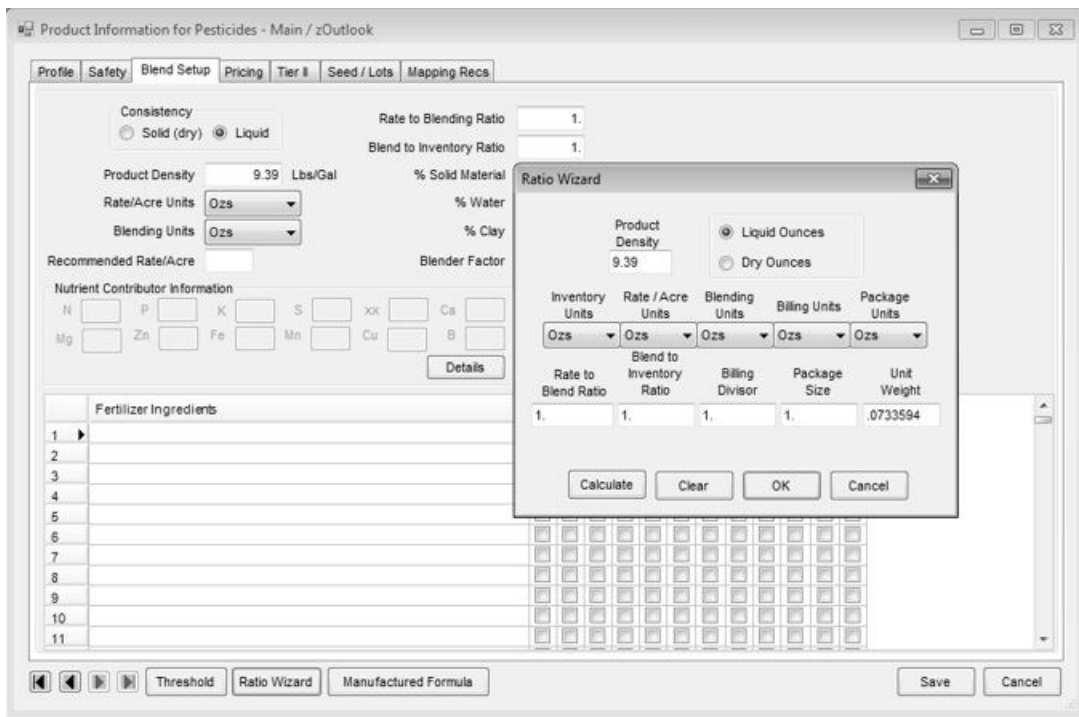 Product Information for Pesticides - Main / zOutlook
Profile Safety Blend Setup Pricing Tier II Seed / Lots Mapping Recs
Consistency
Solid (dry) Liquid
Rate to Blending Ratio 1.
Blend to Inventory Ratio 1.
Product Density 9.39 Lbs/Gal
% Solid Material
Rate/Acre Units Ozs
% Water
Blending Units Ozs
% Clay
Recommended Rate/Acre
Blender Factor
Nutrient Contributor Information
N P K S xx Ca
Mg Zn Fe Mn Cu B
Details
Fertilizer Ingredients
1
2
3
4
5
6
7
8
9
10
11
Ratio Wizard
Product
Density
9.39
Liquid Ounces
Dry Ounces
Inventory Units Rate / Acre Units Blending Units Billing Units Package Units
Ozs Ozs Ozs Ozs Ozs
Rate to Blend Ratio Blend to Inventory Ratio Billing Divisor Package Size Unit Weight
1. 1. 1. 1. .0733594
Calculate Clear OK Cancel
Threshold Ratio Wizard Manufactured Formula Save Cancel